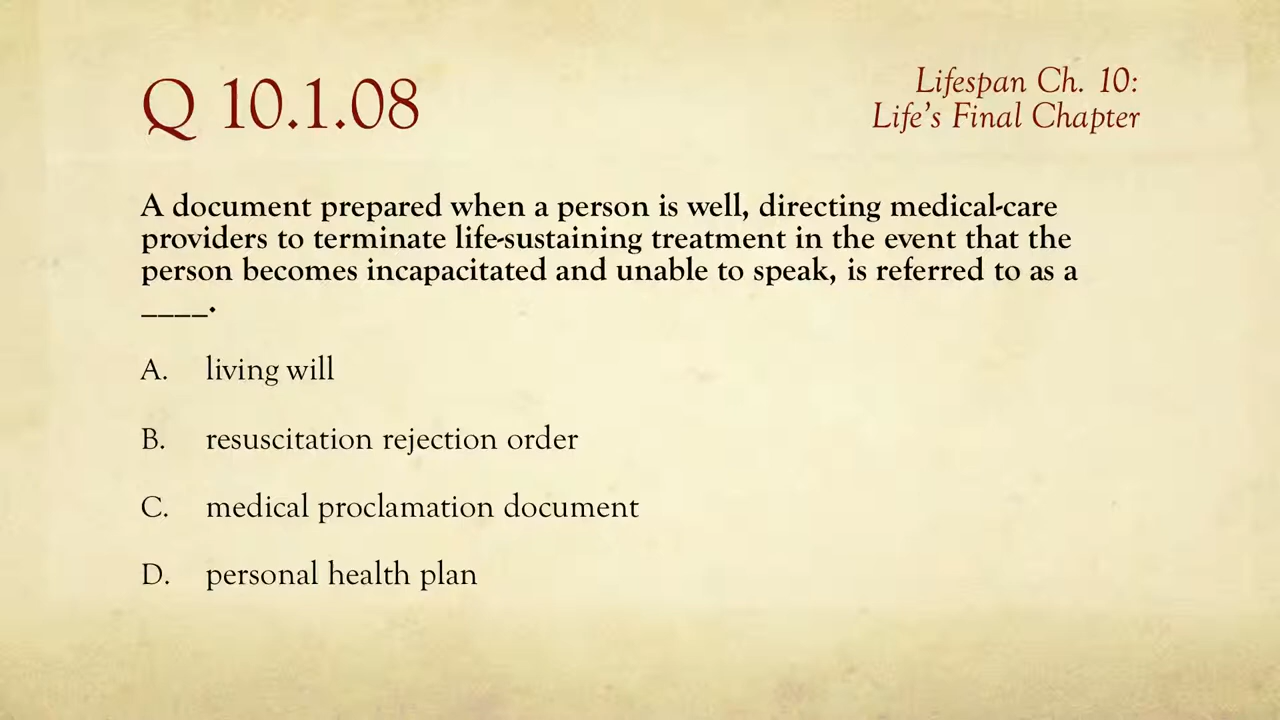 Q 10.1.08
Lifespan Ch. 10:
Life's Final Chapter
A document prepared when a person is well, directing medical-care
providers to terminate life-sustaining treatment in the event that the
person becomes incapacitated and unable to speak, is referred to as a
____.
A. living will
B. resuscitation rejection order
C. medical proclamation document
D. personal health plan